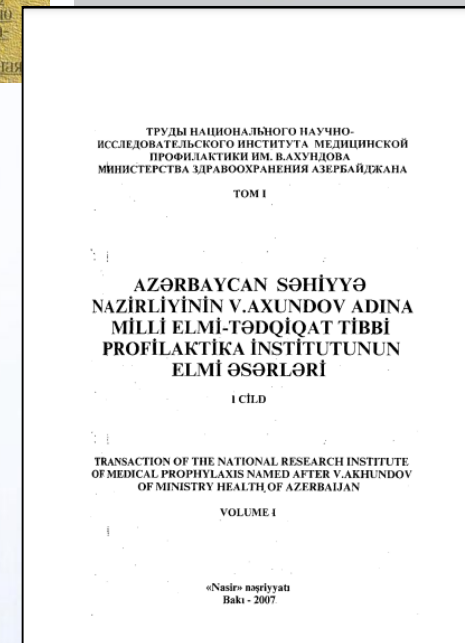 ТРУДЫ НАЦИОНАЛЬНОГО НАУЧНО-
ИССЛЕДОВАТЕЛЬСКОГО ИНСТИТУТА МЕДИЦИНСКОЙ
ПРОФИЛАКТИКИ ИМ. В.АХУНДОВА
МИНИСТЕРСТВА ЗДРАВООХРАНЕНИЯ АЗЕРБАЙДЖАНА
ТОМ I
AZƏRBAYCAN SƏHİYYƏ
NAZİRLİYİNİN V.AXUNDOV ADINA
MİLLİ ELMİ-TƏDQİQAT TİBBİ
PROFİLAKTİKA İNSTİTUTUNUN
ELMİ ƏSƏRLƏRİ
I CİLD
TRANSACTION OF THE NATIONAL RESEARCH INSTITUTE
OF MEDICAL PROPHYLAXIS NAMED AFTER V.AKHUNDOV
OF MINISTRY HEALTH OF AZERBAIJAN
VOLUME I
«Nasir» nəşriyyatı
Bakı - 2007